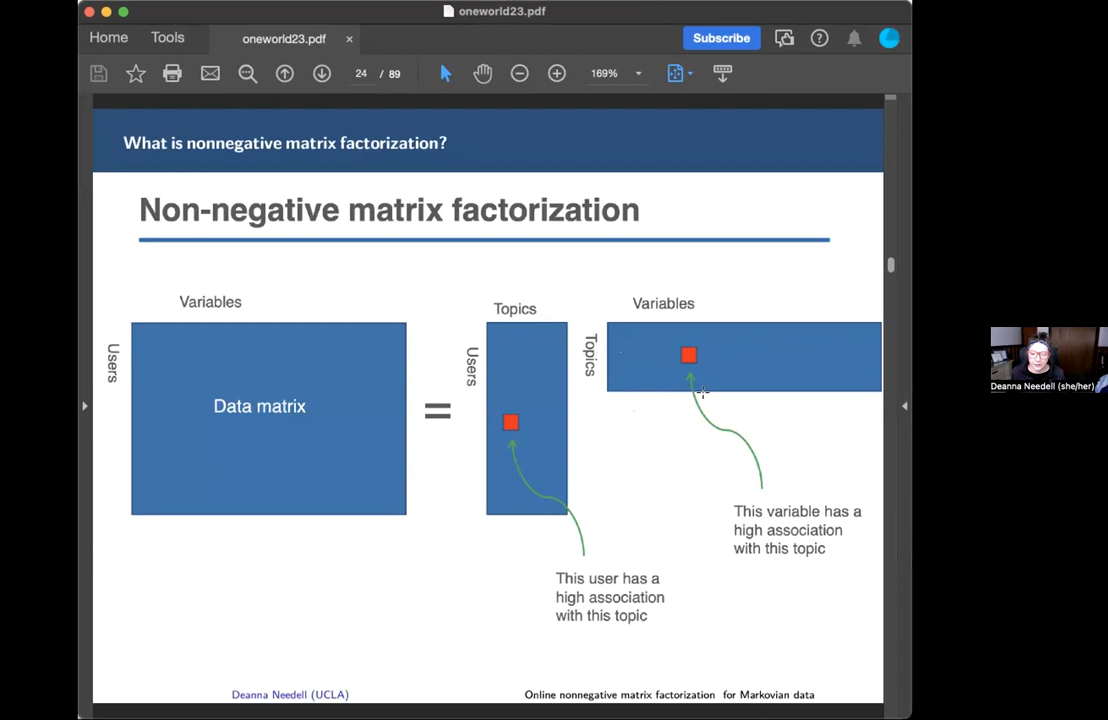 oneworld23.pdf
Home Tools oneworld23.pdf × Subscribe
24 / 89 169%
What is nonnegative matrix factorization?
Non-negative matrix factorization
Variables
Topics
Variables
Users
Users
Topics
Data matrix
=
This variable has a
high association
with this topic
This user has a
high association
with this topic
Deanna Needell (she/her)
Deanna Needell (UCLA) Online nonnegative matrix factorization for Markovian data